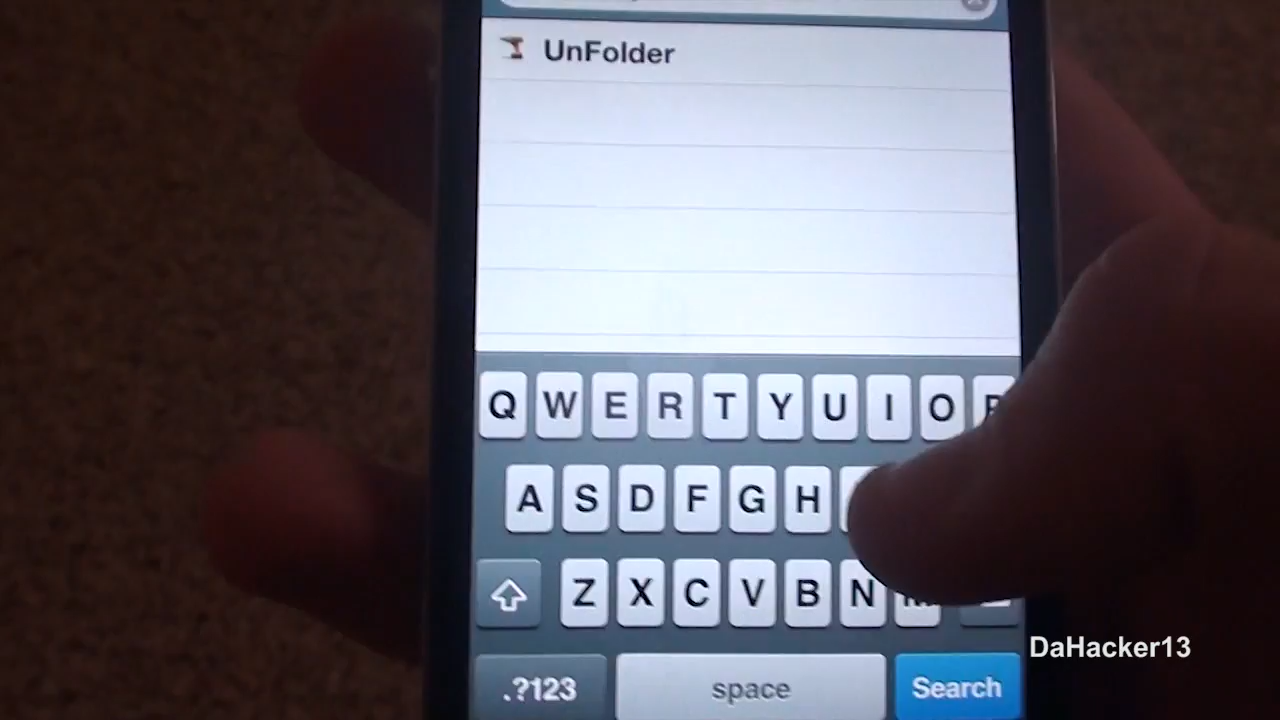 UnFolder
Q W E R T Y U I O P
A S D F G H
Z X C V B N M
DaHacker13
.?123 space Search